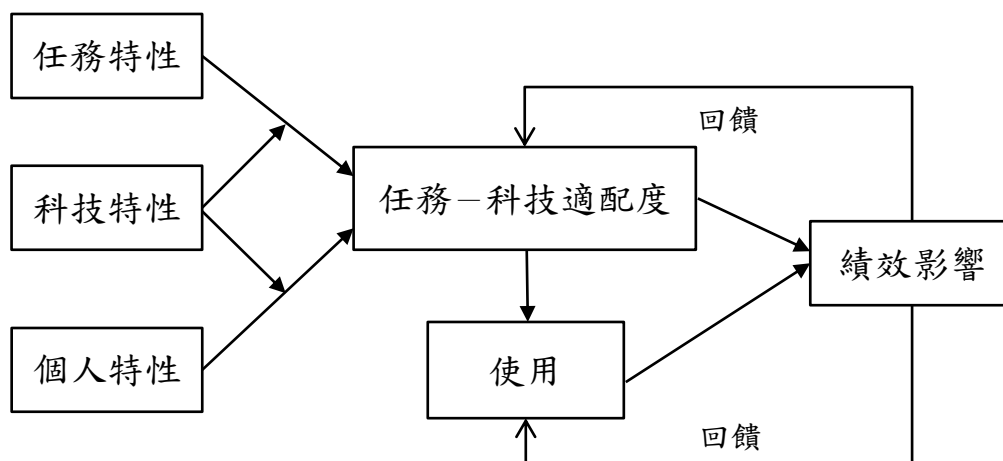 任務特性
回饋
科技特性
任務－科技適配度
績效影響
個人特性
使用
回饋